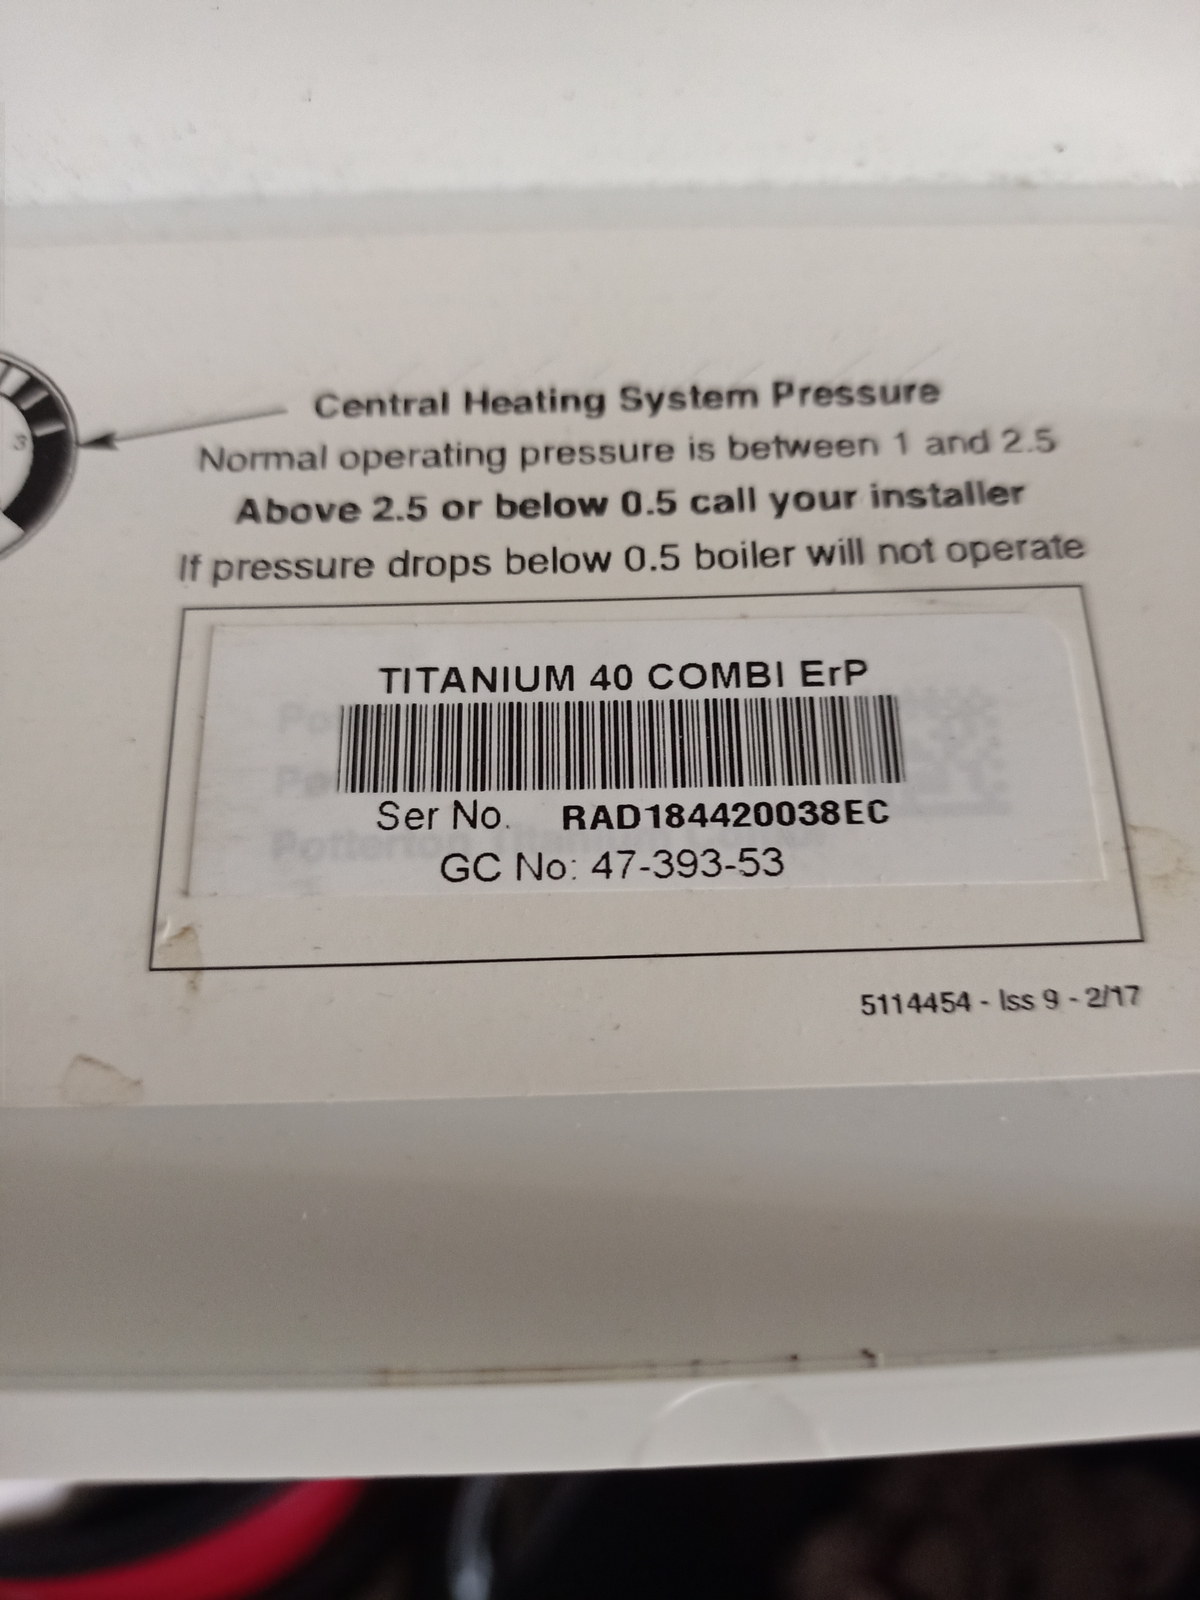 3
Central Heating System Pressure
Normal operating pressure is between 1 and 2.5
Above 2.5 or below 0.5 call your installer
If pressure drops below 0.5 boiler will not operate
TITANIUM 40 COMBI ErP
Ser No. RAD184420038EC
GC No: 47-393-53
Potterton
5114454 - Iss 9 - 2/17